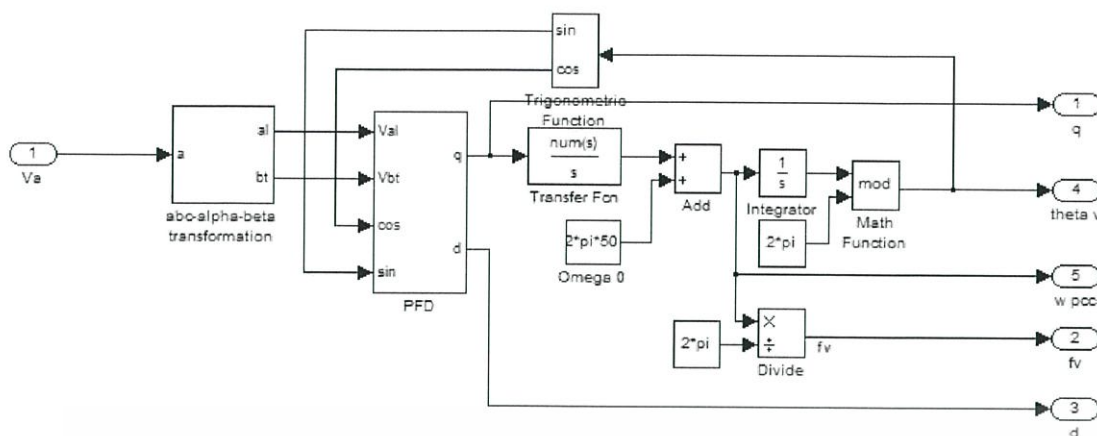 sin
cos
Trigonometric
Function
1
Va
a
al
bt
abc-alpha-beta
transformation
Val
Vbt
cos
sin
q
d
PFD
num(s)
s
Transfer Fcn
2*pi*50
Omega 0
+
+
Add
1
s
Integrator
2*pi
mod
Math
Function
2*pi
×
÷
Divide
fv
1
q
4
theta v
5
w pcc
2
fv
3
d